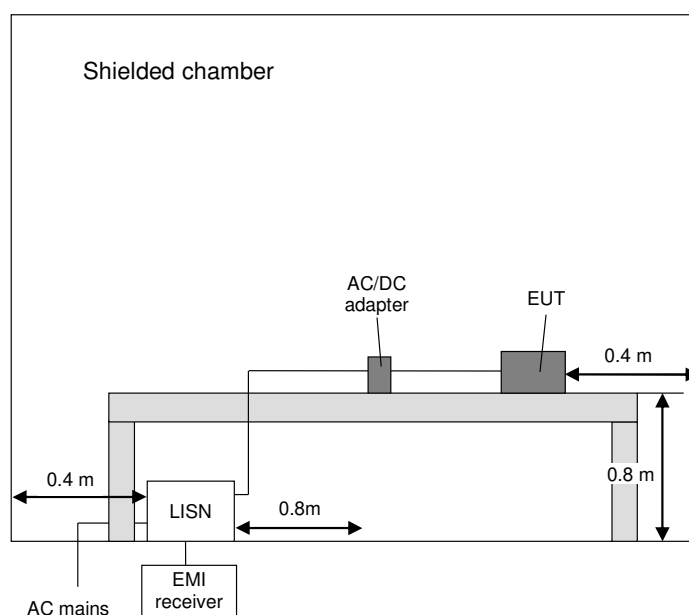 Shielded chamber
AC/DC
adapter
EUT
0.4 m
0.4 m
0.8 m
LISN
0.8m
EMI
receiver
AC mains